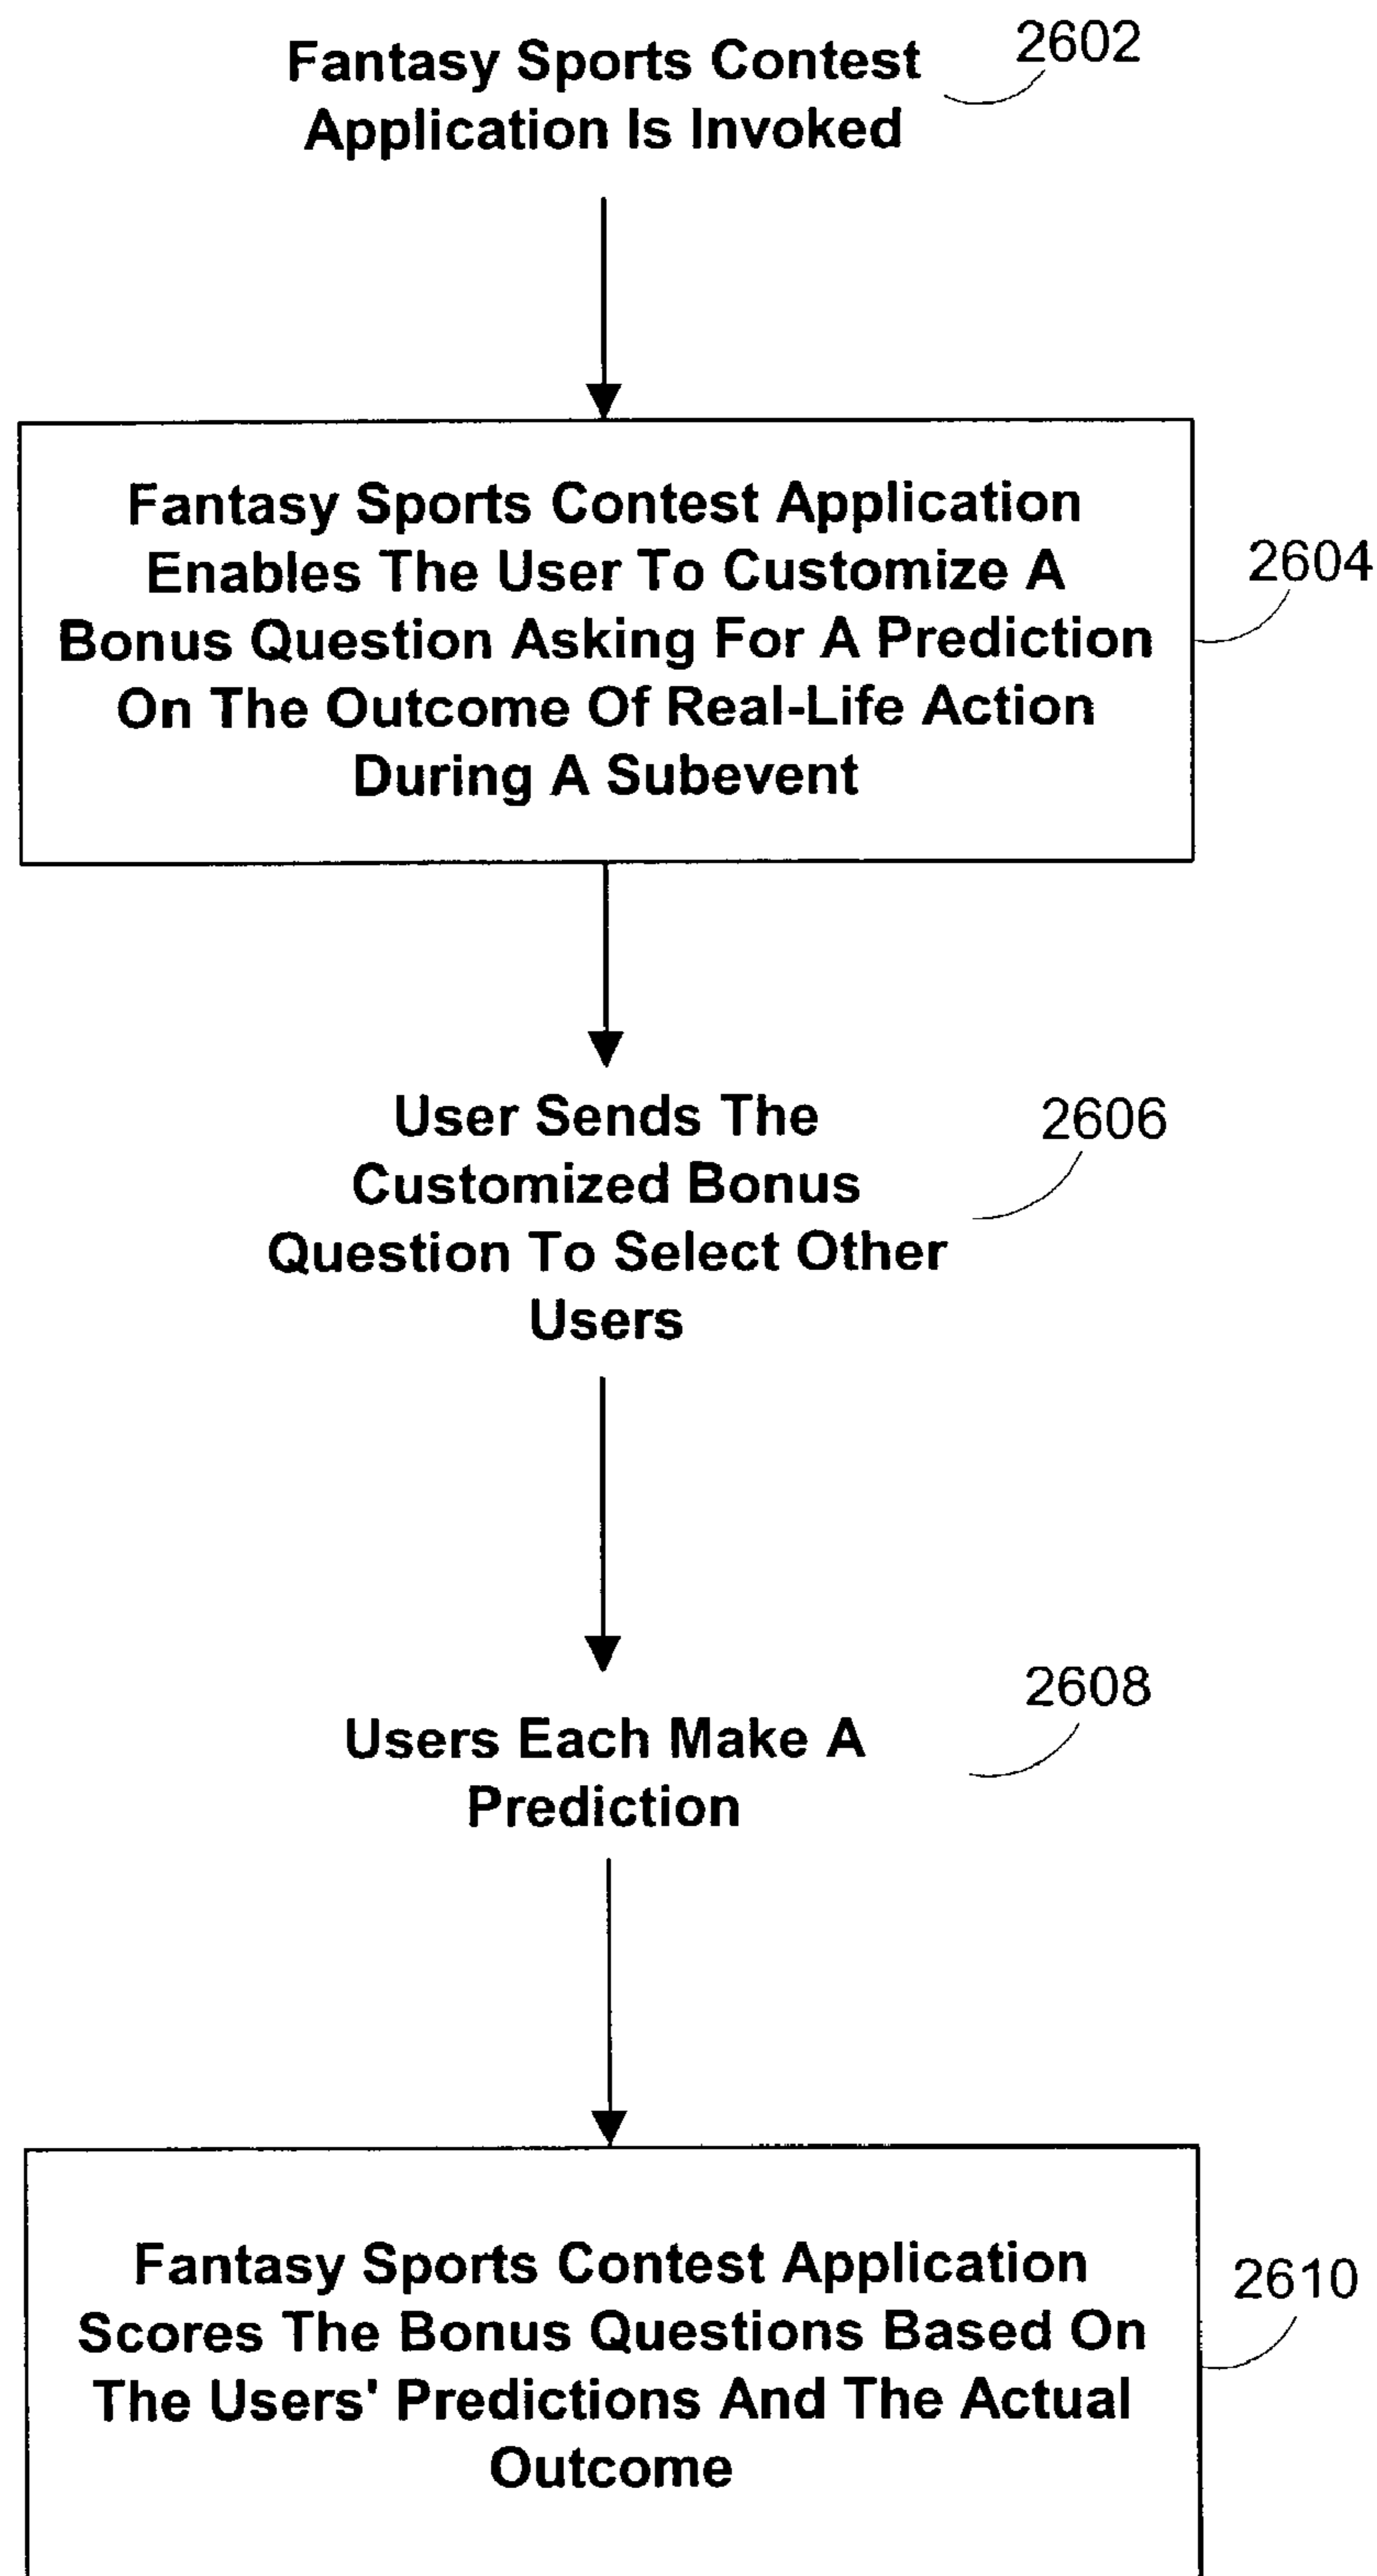 Fantasy Sports Contest
Application Is Invoked
2602
Fantasy Sports Contest Application
Enables The User To Customize A
Bonus Question Asking For A Prediction
On The Outcome Of Real-Life Action
During A Subevent
2604
User Sends The
Customized Bonus
Question To Select Other
Users
2606
Users Each Make A
Prediction
2608
Fantasy Sports Contest Application
Scores The Bonus Questions Based On
The Users' Predictions And The Actual
Outcome
2610